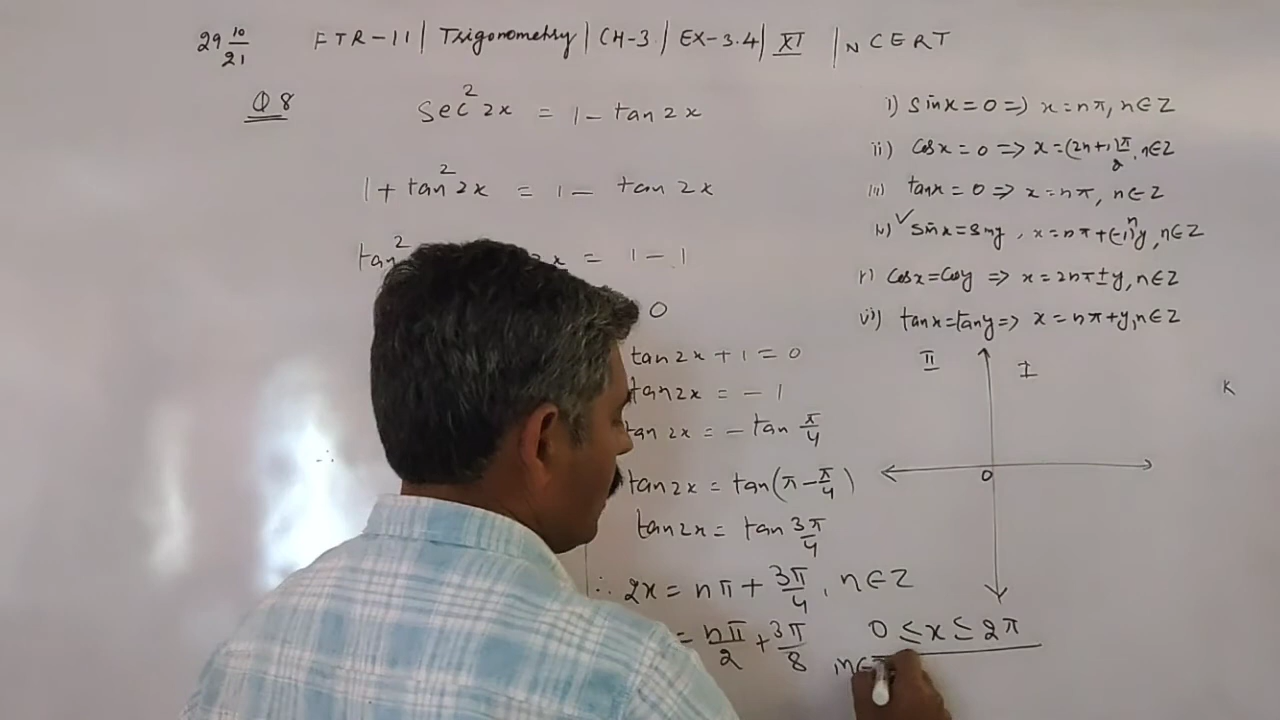 29 10/21 FTR-11 | Trigonometry | CH-3 | EX-3.4 | XI | NCERT
Q 8
sec² 2x = 1 - tan 2x
1 + tan² 2x = 1 - tan 2x
tan² 2x = 1 - 1
0
tan 2x + 1 = 0
tan 2x = - 1
tan 2x = - tan π/4
tan 2x = tan (π - π/4)
tan 2x = tan 3π/4
∴ 2x = nπ + 3π/4, n ∈ Z
= nπ/2 + 3π/8
n ∈
i) sin x = 0 => x = nπ, n ∈ Z
ii) cos x = 0 => x = (2n+1)π/2, n ∈ Z
iii) tan x = 0 => x = nπ, n ∈ Z
iv) ✓ sin x = sin y, x = nπ + (-1)ⁿ y, n ∈ Z
v) cos x = cos y => x = 2nπ ± y, n ∈ Z
vi) tan x = tan y => x = nπ + y, n ∈ Z
II I
K
O
0 ≤ x ≤ 2π